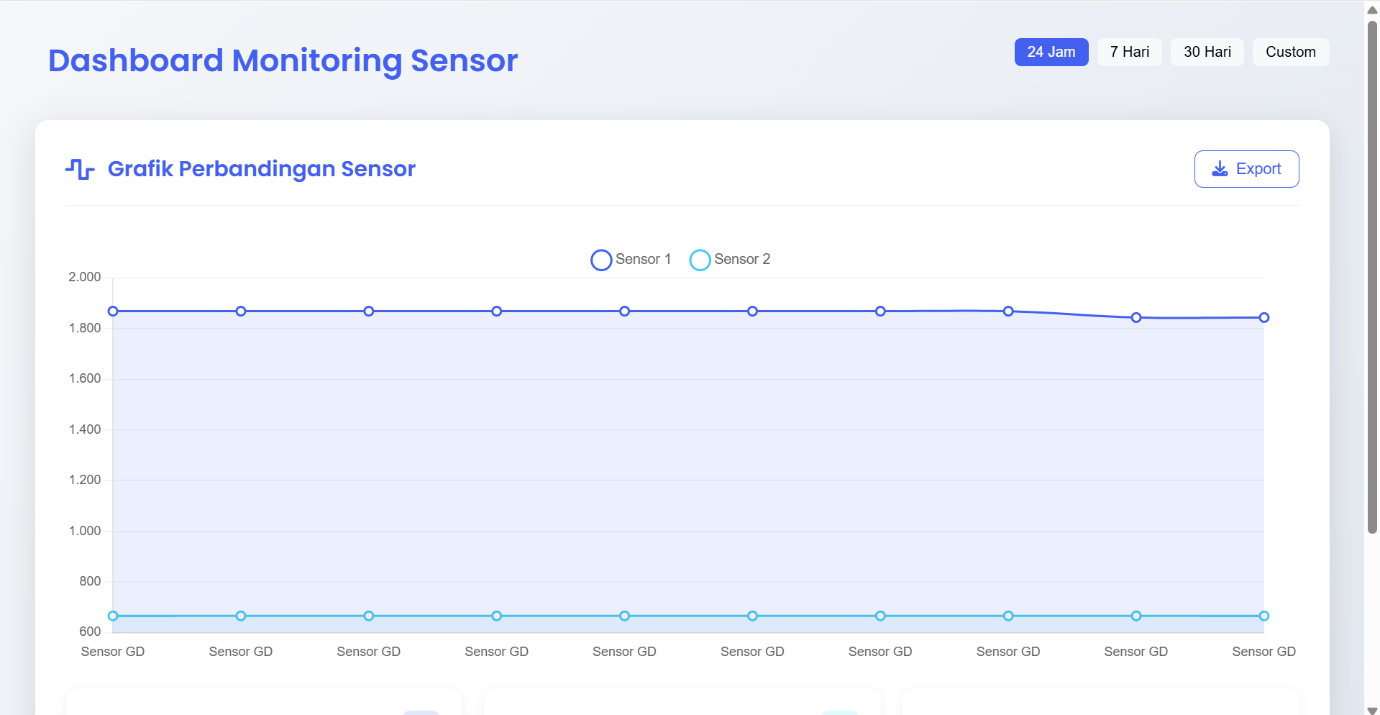 Dashboard Monitoring Sensor
24 Jam 7 Hari 30 Hari Custom
Grafik Perbandingan Sensor
Export
Sensor 1 Sensor 2
2.000
1.800
1.600
1.400
1.200
1.000
800
600
Sensor GD Sensor GD Sensor GD Sensor GD Sensor GD Sensor GD Sensor GD Sensor GD Sensor GD Sensor GD